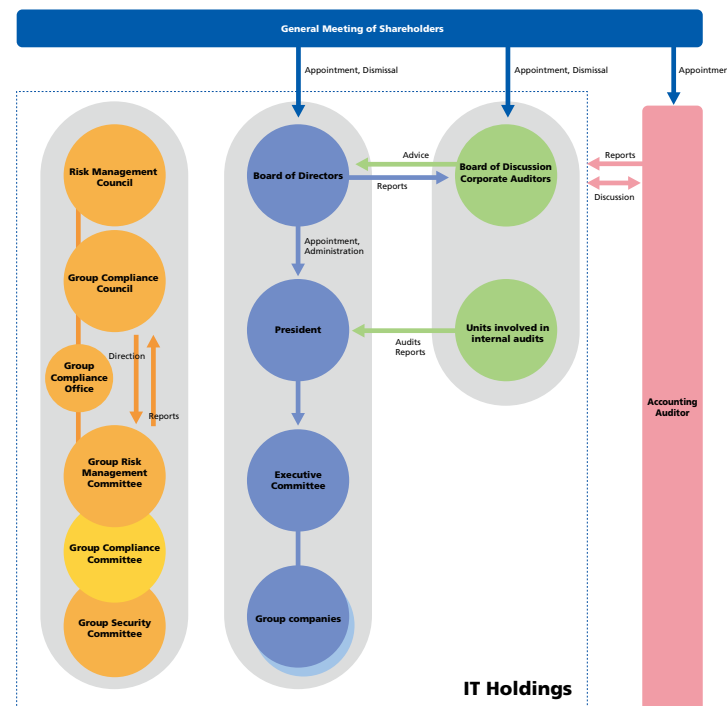 General Meeting of Shareholders
Appointment, Dismissal
Appointment, Dismissal
Risk Management
Council
Board of Directors
Advice
Reports
Board of Discussion
Corporate Auditors
Reports
Discussion
Appointment,
Administration
Group Compliance
Council
President
Audits
Reports
Units involved in
internal audits
Direction
Group
Compliance
Office
Reports
Accounting
Auditor
Group Risk
Management
Committee
Executive
Committee
Group Compliance
Committee
Group Security
Committee
Group companies
IT Holdings